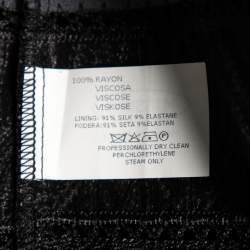 100% RAYON
VISCOSA
VISCOSE
VISKOSE
LINING: 91% SILK 9% ELASTANE
FODERA: 91% SETA 9% ELASTAN
PROFESSIONALLY DRY CLEAN
PERCHLORETHYLENE
STEAM ONLY